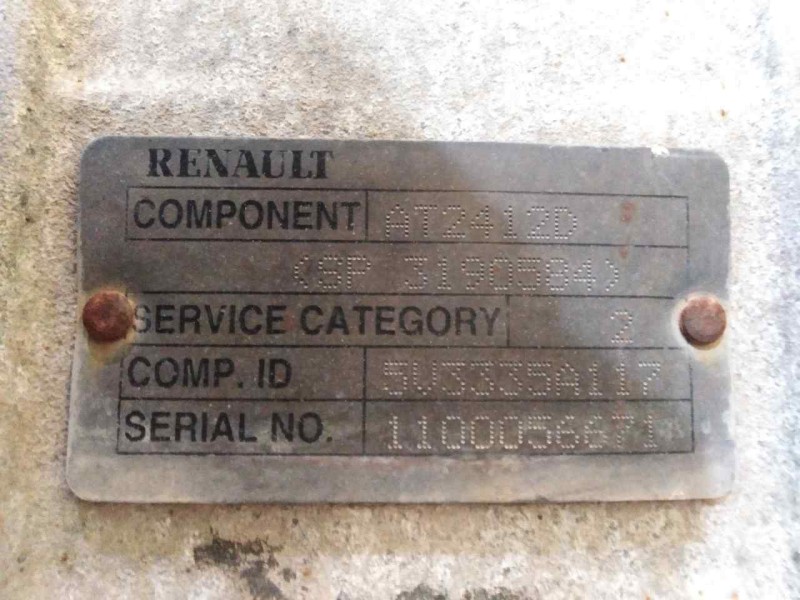 RENAULT
COMPONENT AT2412D
(SP 3190584)
SERVICE CATEGORY 2
COMP. ID 5V3335A117
SERIAL NO. 1100056671